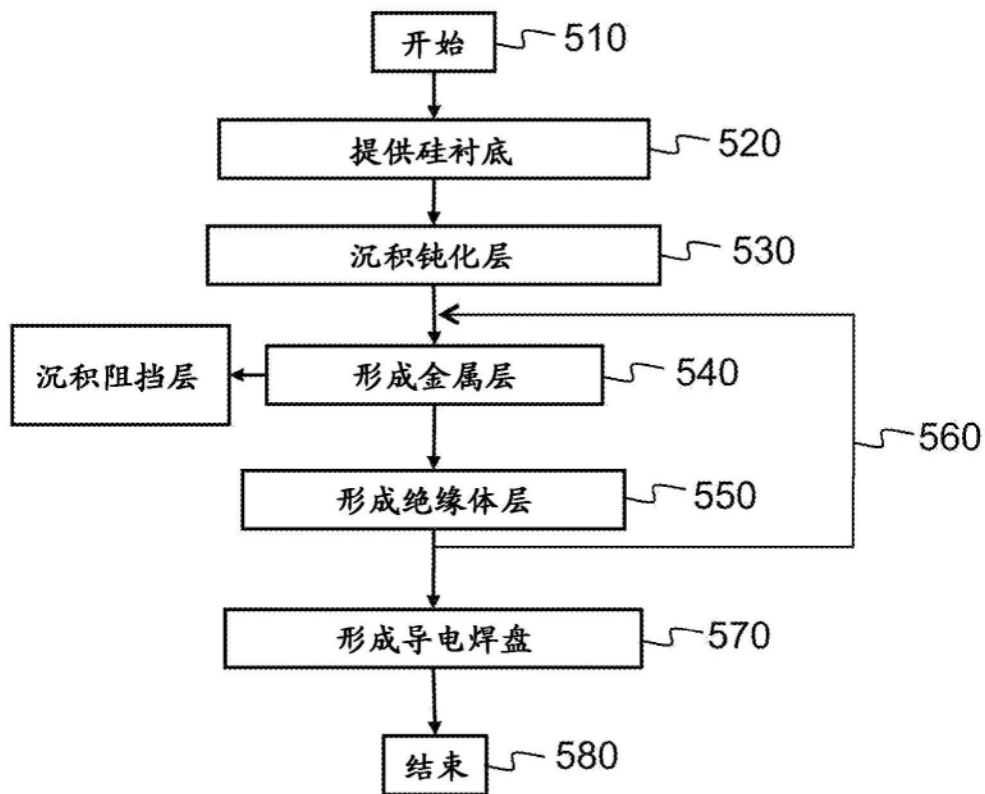 开始 510
提供硅衬底 520
沉积钝化层 530
沉积阻挡层
形成金属层 540
560
形成绝缘体层 550
形成导电焊盘 570
结束 580